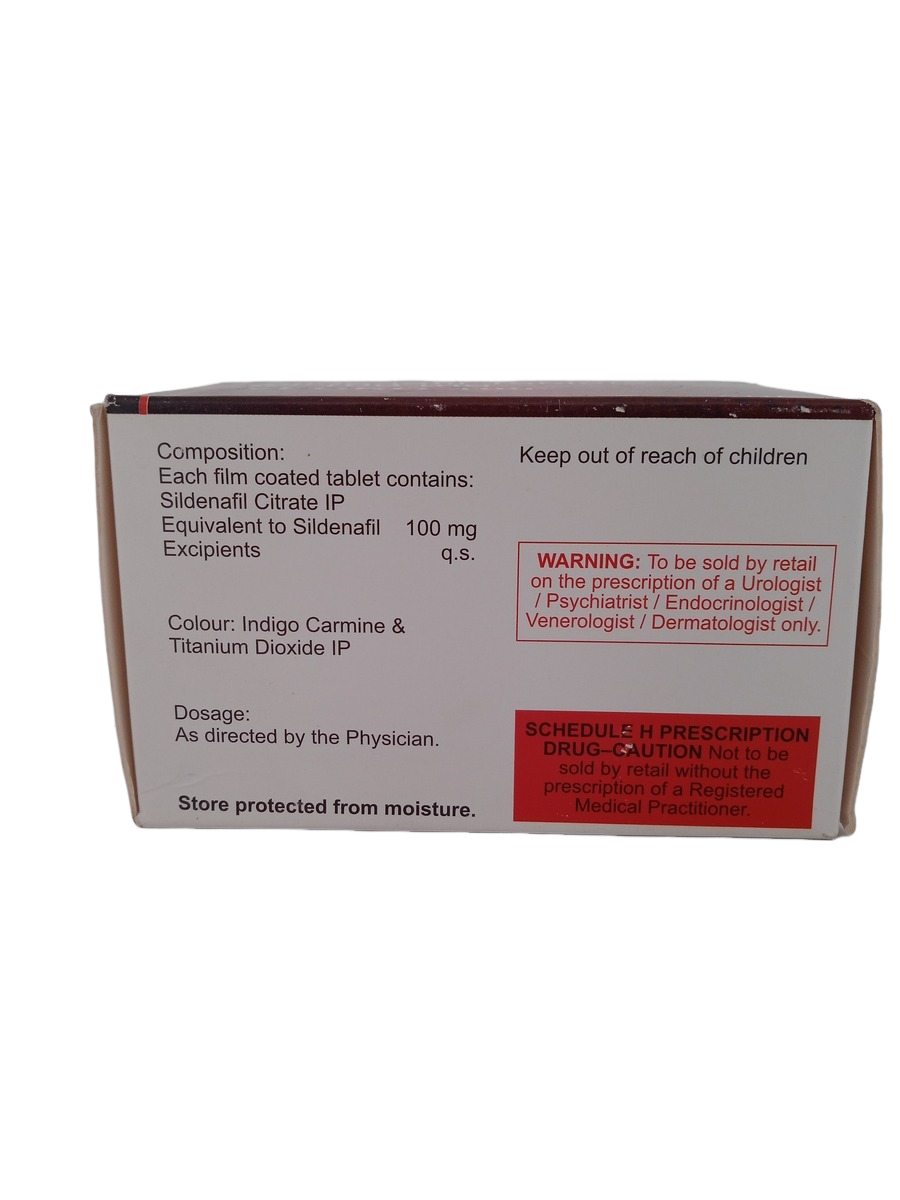 Composition:
Each film coated tablet contains:
Sildenafil Citrate IP
Equivalent to Sildenafil 100 mg
Excipients q.s.
Colour: Indigo Carmine &
Titanium Dioxide IP
Dosage:
As directed by the Physician.
Store protected from moisture.
Keep out of reach of children
WARNING: To be sold by retail
on the prescription of a Urologist
/ Psychiatrist / Endocrinologist /
Venerologist / Dermatologist only.
SCHEDULE H PRESCRIPTION
DRUG–CAUTION Not to be
sold by retail without the
prescription of a Registered
Medical Practitioner.